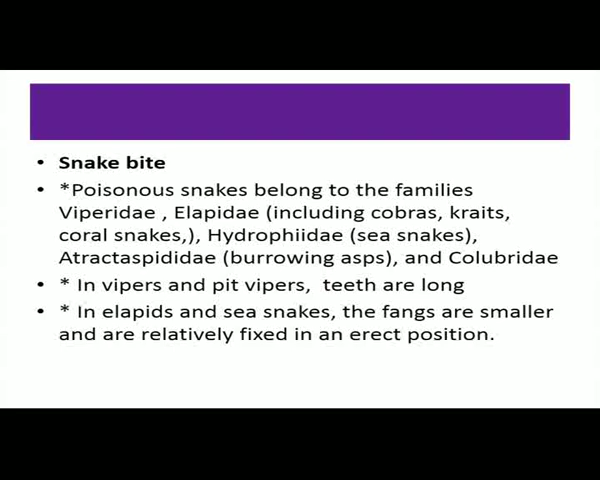 • Snake bite
• *Poisonous snakes belong to the families
Viperidae , Elapidae (including cobras, kraits,
coral snakes,), Hydrophiidae (sea snakes),
Atractaspididae (burrowing asps), and Colubridae
• * In vipers and pit vipers,  teeth are long
• * In elapids and sea snakes, the fangs are smaller
and are relatively fixed in an erect position.